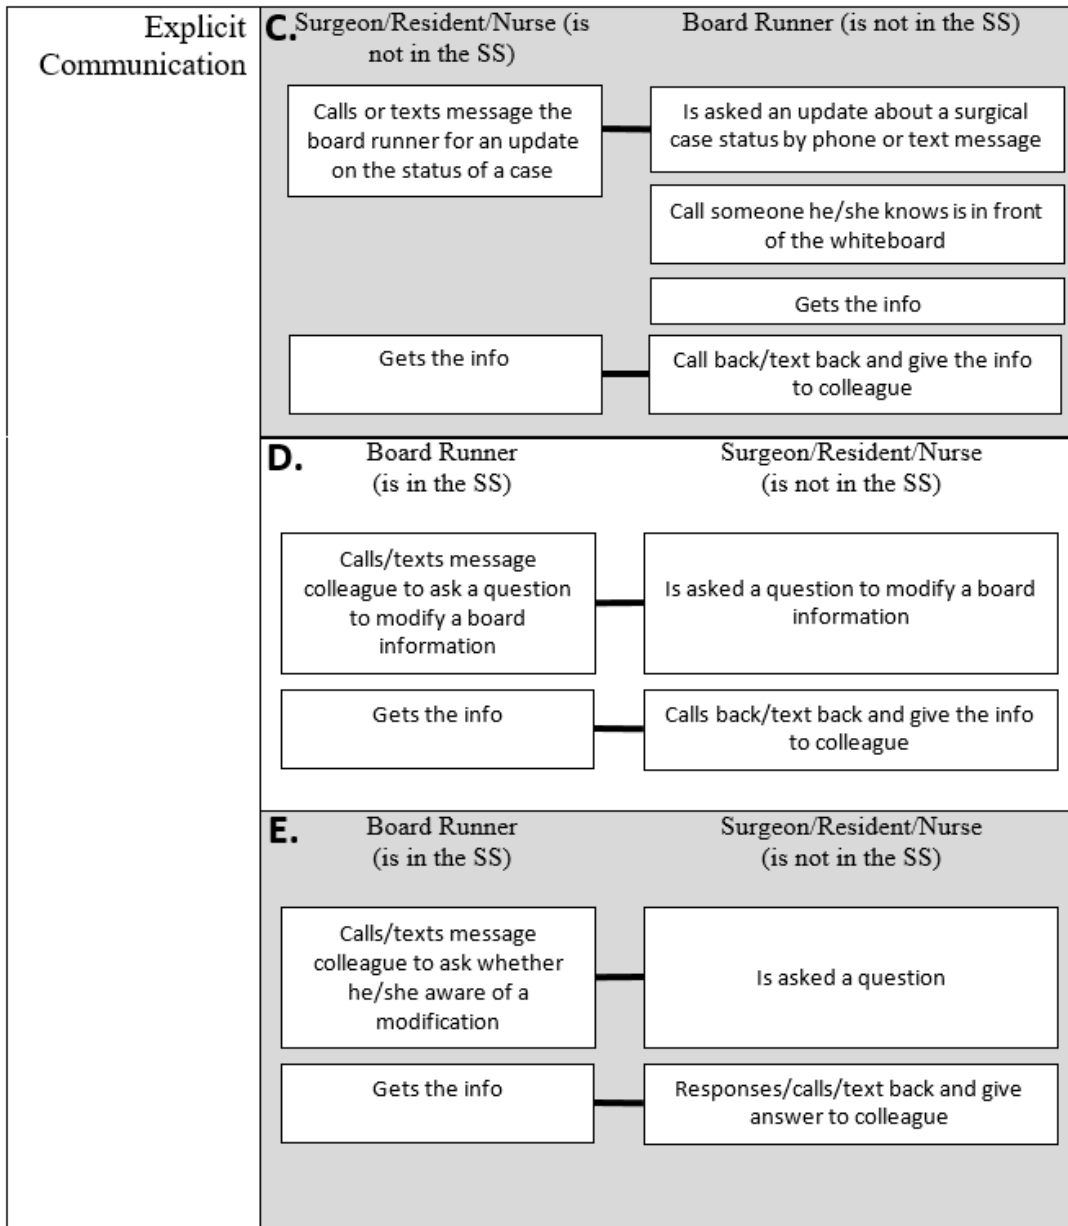 Explicit
Communication
C. Surgeon/Resident/Nurse (is
not in the SS)
Board Runner (is not in the SS)
Calls or texts message the
board runner for an update
on the status of a case
Is asked an update about a surgical
case status by phone or text message
Call someone he/she knows is in front
of the whiteboard
Gets the info
Gets the info
Call back/text back and give the info
to colleague
D. Board Runner
(is in the SS)
Surgeon/Resident/Nurse
(is not in the SS)
Calls/texts message
colleague to ask a question
to modify a board
information
Is asked a question to modify a board
information
Gets the info
Calls back/text back and give the info
to colleague
E. Board Runner
(is in the SS)
Surgeon/Resident/Nurse
(is not in the SS)
Calls/texts message
colleague to ask whether
he/she aware of a
modification
Is asked a question
Gets the info
Responses/calls/text back and give
answer to colleague